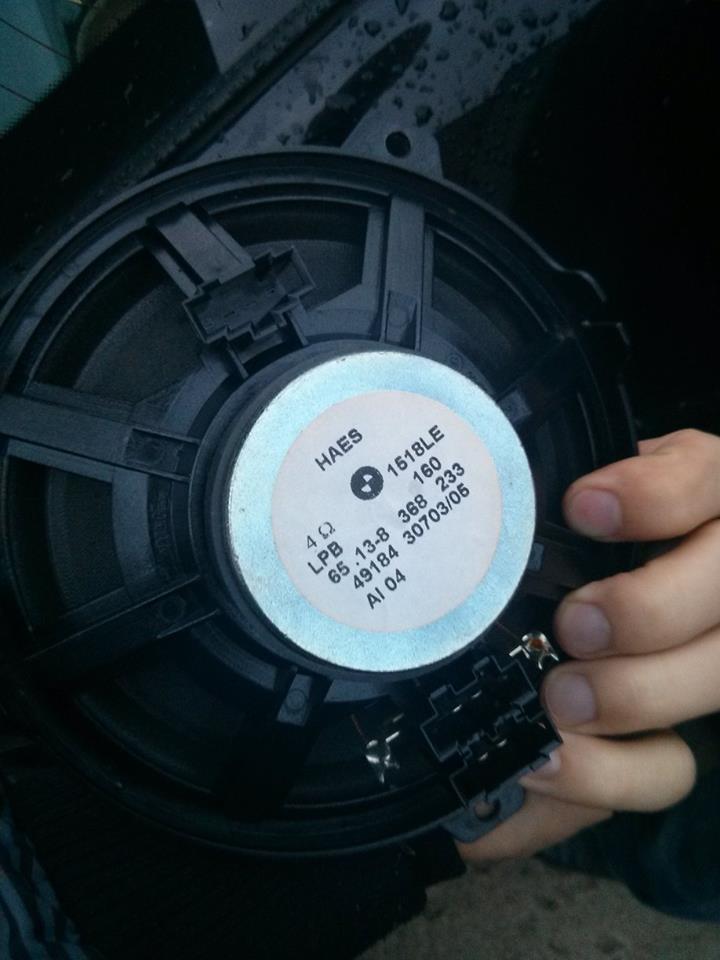 HAES
1518LE
4 Ω 160
LPB 368 233
65.13-8 30703/05
49184
AI 04